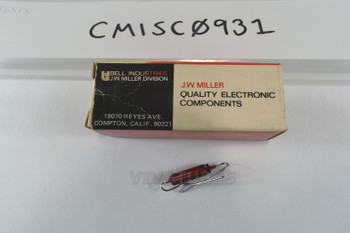 CMISC0931
BELL INDUSTRIES
J.W. MILLER DIVISION
19070 REYES AVE.
COMPTON, CALIF. 90221
J.W. MILLER
QUALITY ELECTRONIC
COMPONENTS